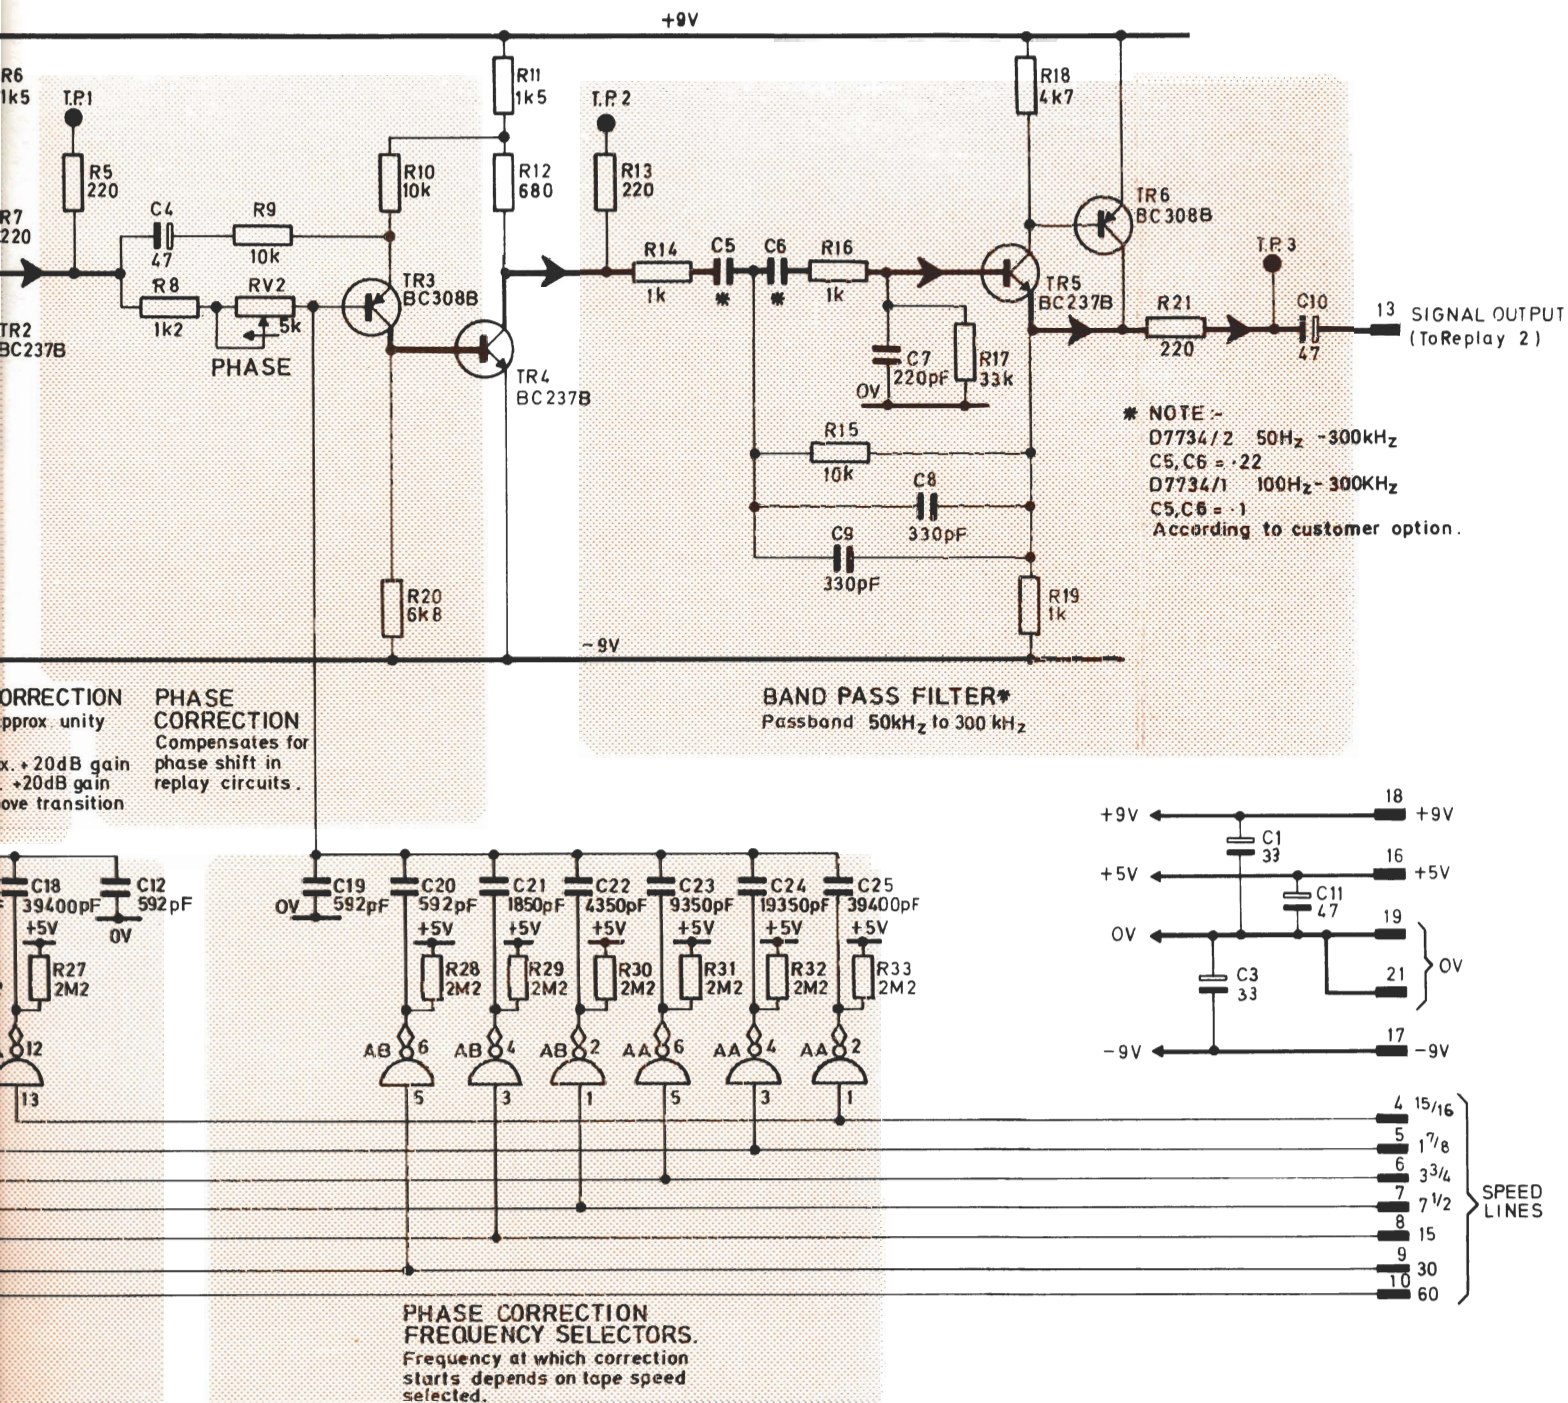 +9V
R6
1k5
T.P.1
R5
220
R7
220
C4
47
R9
10k
R8
1k2
RV2
5k
PHASE
TR2
BC237B
R10
10k
R11
1k5
R12
680
TR3
BC308B
TR4
BC237B
R20
6k8
T.P.2
R13
220
R14
1k
C5
*
C6
*
R16
1k
C7
220pF
0V
R17
33k
R15
10k
C8
330pF
C9
330pF
R18
4k7
TR6
BC308B
TR5
BC237B
R19
1k
R21
220
T.P.3
C10
47
13
SIGNAL OUTPUT
(ToReplay 2)
* NOTE:-
D7734/2 50Hz -300kHz
C5,C6 = ·22
D7734/1 100Hz- 300KHz
C5,C6 = ·1
According to customer option.
-9V
ORRECTION
pprox. unity
x. +20dB gain
. +20dB gain
ove transition
PHASE
CORRECTION
Compensates for
phase shift in
replay circuits.
BAND PASS FILTER*
Passband 50kHz to 300 kHz
C18
39400pF
C12
592pF
0V
+5V
R27
2M2
12
13
C19
592pF
0V
C20
592pF
C21
1850pF
C22
4350pF
C23
9350pF
C24
19350pF
C25
39400pF
+5V
R28
2M2
+5V
R29
2M2
+5V
R30
2M2
+5V
R31
2M2
+5V
R32
2M2
+5V
R33
2M2
AB 6
5
AB 4
3
AB 2
1
AA 6
5
AA 4
3
AA 2
1
+9V
18
+9V
C1
33
+5V
16
+5V
C11
47
0V
19
21
0V
C3
33
-9V
17
-9V
4 15/16
5 1 7/8
6 3 3/4
7 7 1/2
8 15
9 30
10 60
SPEED
LINES
PHASE CORRECTION
FREQUENCY SELECTORS.
Frequency at which correction
starts depends on tape speed
selected.